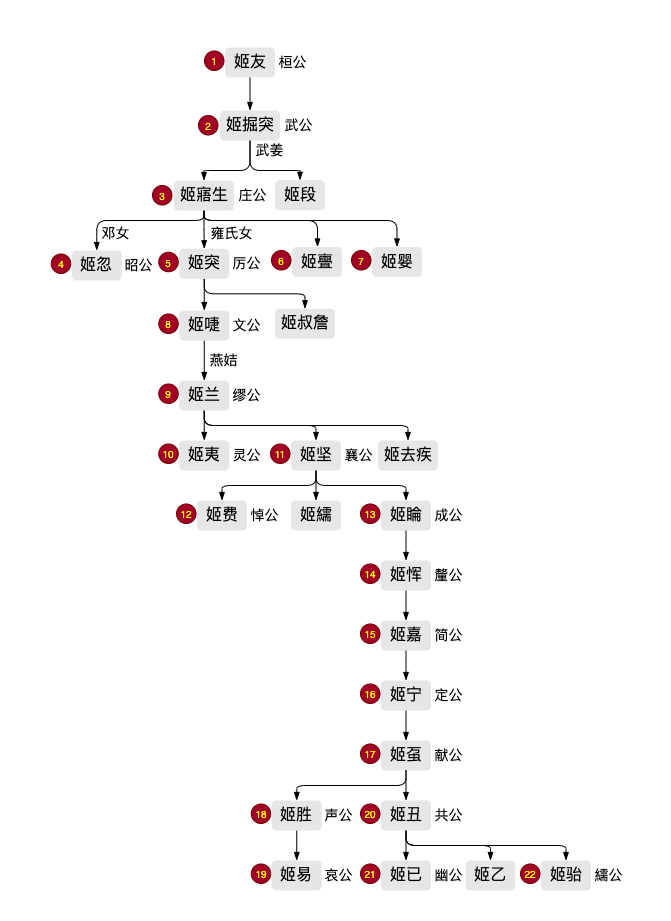 1 姬友 桓公
2 姬掘突 武公
武姜
3 姬寤生 庄公 姬段
邓女 雍氏女
4 姬忽 昭公 5 姬突 厉公 6 姬亹 7 姬婴
8 姬啑 文公 姬叔詹
燕姞
9 姬兰 缪公
10 姬夷 灵公 11 姬坚 襄公 姬去疾
12 姬费 悼公 姬繻 13 姬睔 成公
14 姬恽 釐公
15 姬嘉 简公
16 姬宁 定公
17 姬虿 献公
18 姬胜 声公 20 姬丑 共公
19 姬易 哀公 21 姬已 幽公 姬乙 22 姬骀 繻公